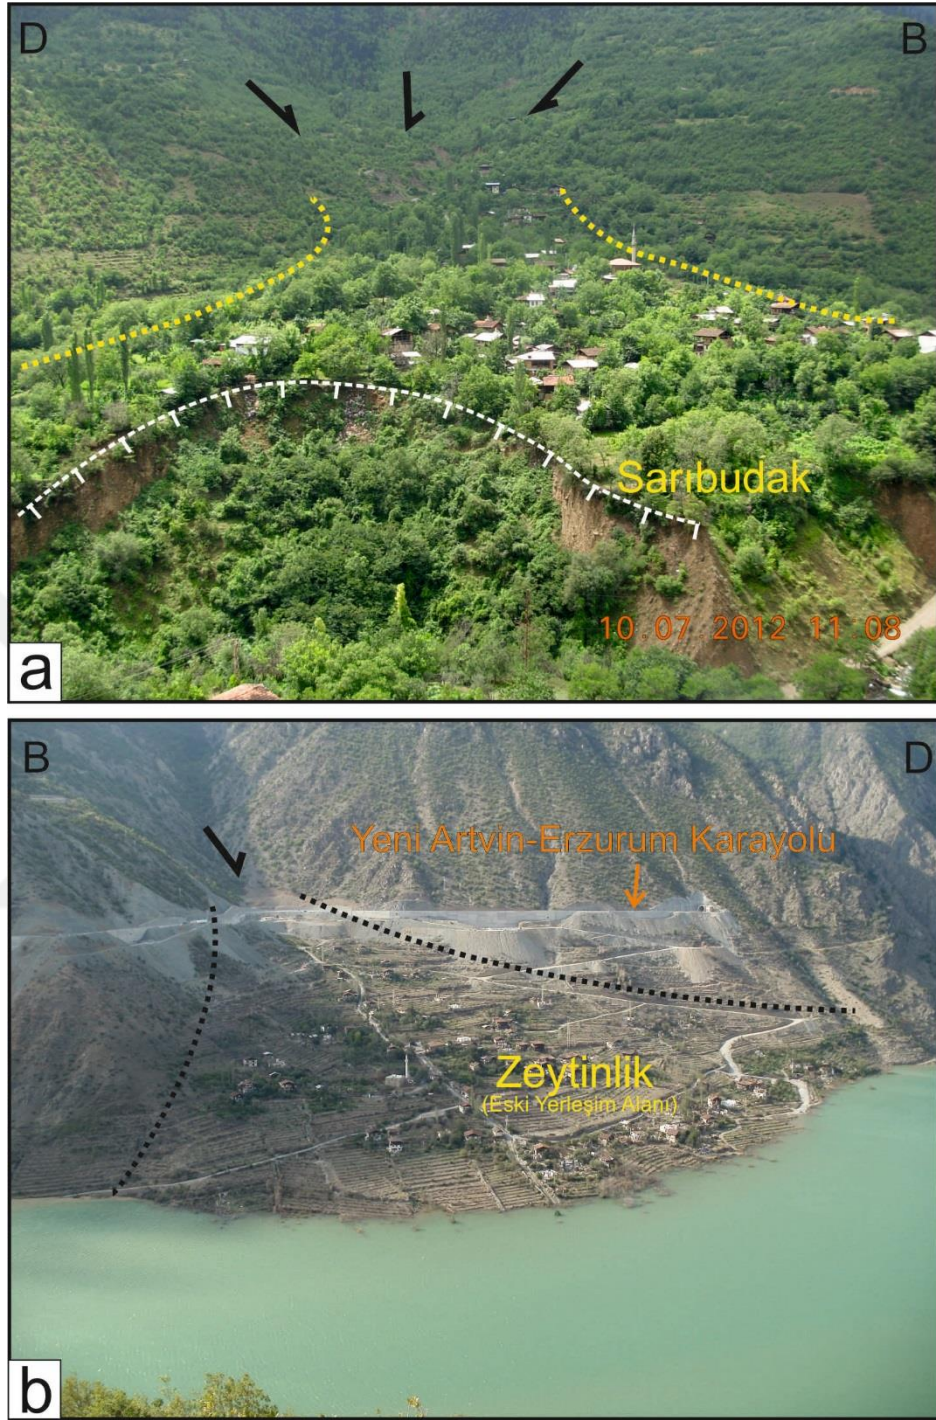 D
B
Sarıbudak
10.07 2012 11 08
a
B
D
Yeni Artvin-Erzurum Karayolu
Zeytinlik
(Eski Yerleşim Alanı)
b